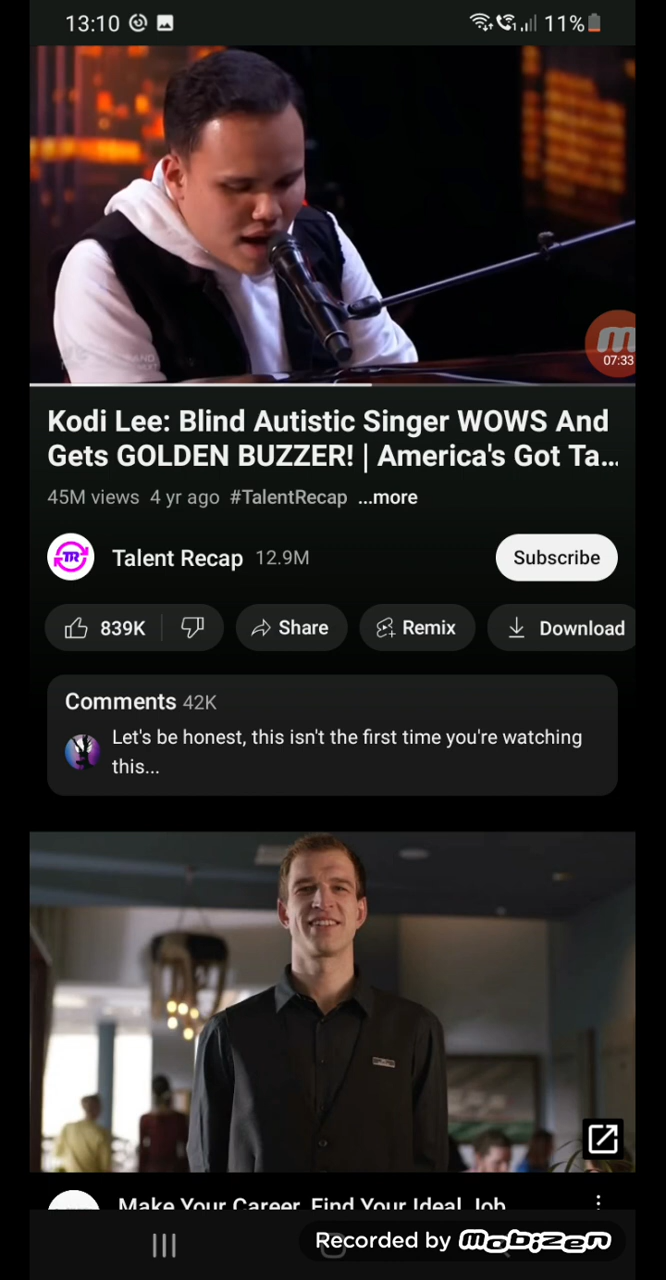 13:10
11%
07:33
Kodi Lee: Blind Autistic Singer WOWS And
Gets GOLDEN BUZZER! | America's Got Ta...
45M views 4 yr ago #TalentRecap ...more
TR
Talent Recap 12.9M
Subscribe
839K
Share
Remix
Download
Comments 42K
Let's be honest, this isn't the first time you're watching
this...
Make Your Career, Find Your Ideal Job
Recorded by mobizen